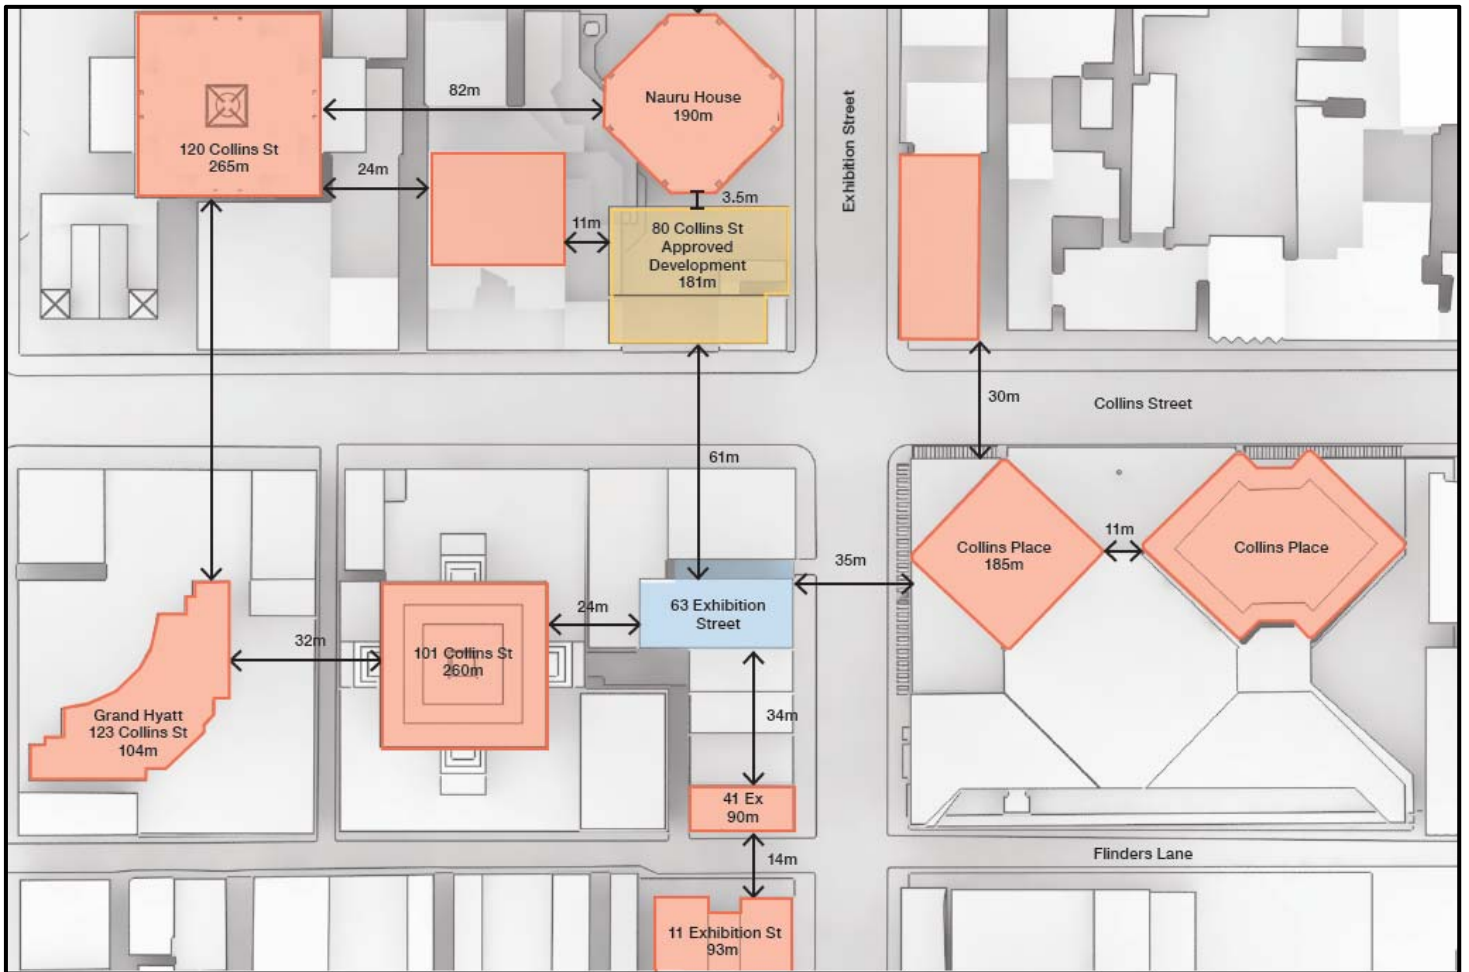 82m
Nauru House
190m
120 Collins St
265m
24m
3.5m
11m
80 Collins St
Approved
Development
181m
Exhibition Street
30m
Collins Street
61m
35m
Collins Place
185m
11m
Collins Place
24m
63 Exhibition
Street
32m
101 Collins St
260m
Grand Hyatt
123 Collins St
104m
34m
41 Ex
90m
14m
Flinders Lane
11 Exhibition St
93m